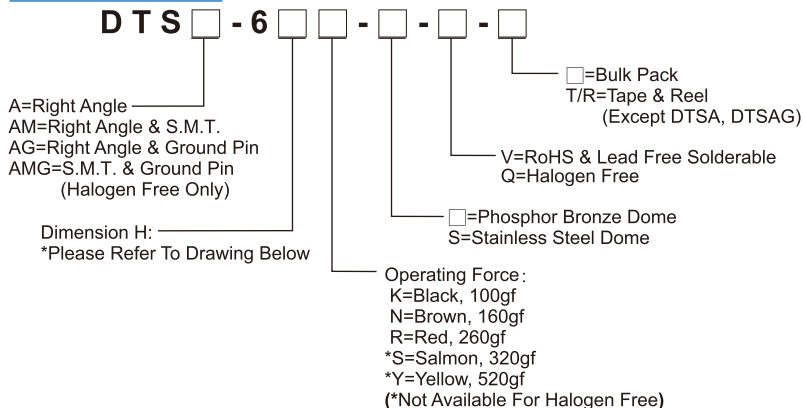 DTS□-6□□-□-□-□
□=Bulk Pack
T/R=Tape & Reel
(Except DTSA, DTSAG)
A=Right Angle
AM=Right Angle & S.M.T.
AG=Right Angle & Ground Pin
AMG=S.M.T. & Ground Pin
(Halogen Free Only)
V=RoHS & Lead Free Solderable
Q=Halogen Free
□=Phosphor Bronze Dome
S=Stainless Steel Dome
Dimension H:
*Please Refer To Drawing Below
Operating Force:
K=Black, 100gf
N=Brown, 160gf
R=Red, 260gf
*S=Salmon, 320gf
*Y=Yellow, 520gf
(*Not Available For Halogen Free)